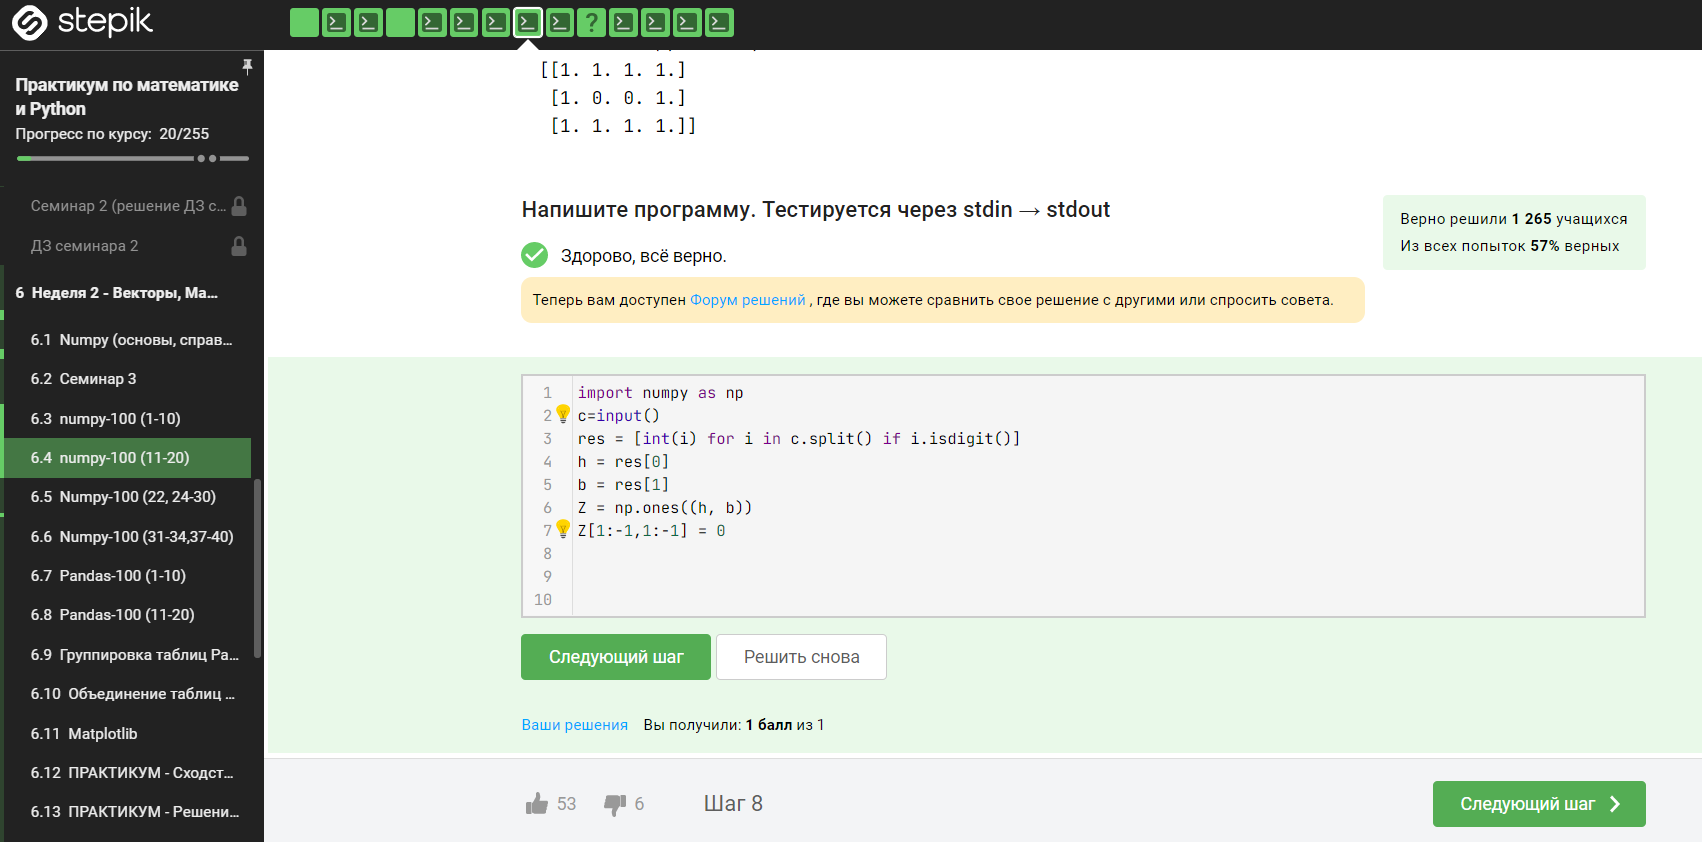 stepik
?
Практикум по математике
и Python
Прогресс по курсу: 20/255
Семинар 2 (решение ДЗ с...
ДЗ семинара 2
6 Неделя 2 - Векторы, Ма...
6.1 Numpy (основы, справ...
6.2 Семинар 3
6.3 numpy-100 (1-10)
6.4 numpy-100 (11-20)
6.5 Numpy-100 (22, 24-30)
6.6 Numpy-100 (31-34,37-40)
6.7 Pandas-100 (1-10)
6.8 Pandas-100 (11-20)
6.9 Группировка таблиц Pa...
6.10 Объединение таблиц ...
6.11 Matplotlib
6.12 ПРАКТИКУМ - Сходст...
6.13 ПРАКТИКУМ - Решени...
[[1. 1. 1. 1.]
[1. 0. 0. 1.]
[1. 1. 1. 1.]]
Напишите программу. Тестируется через stdin → stdout
Здорово, всё верно.
Теперь вам доступен Форум решений , где вы можете сравнить свое решение с другими или спросить совета.
Верно решили 1 265 учащихся
Из всех попыток 57% верных
1 import numpy as np
2 c=input()
3 res = [int(i) for i in c.split() if i.isdigit()]
4 h = res[0]
5 b = res[1]
6 Z = np.ones((h, b))
7 Z[1:-1,1:-1] = 0
8
9
10
Следующий шаг
Решить снова
Ваши решения Вы получили: 1 балл из 1
53 6 Шаг 8
Следующий шаг